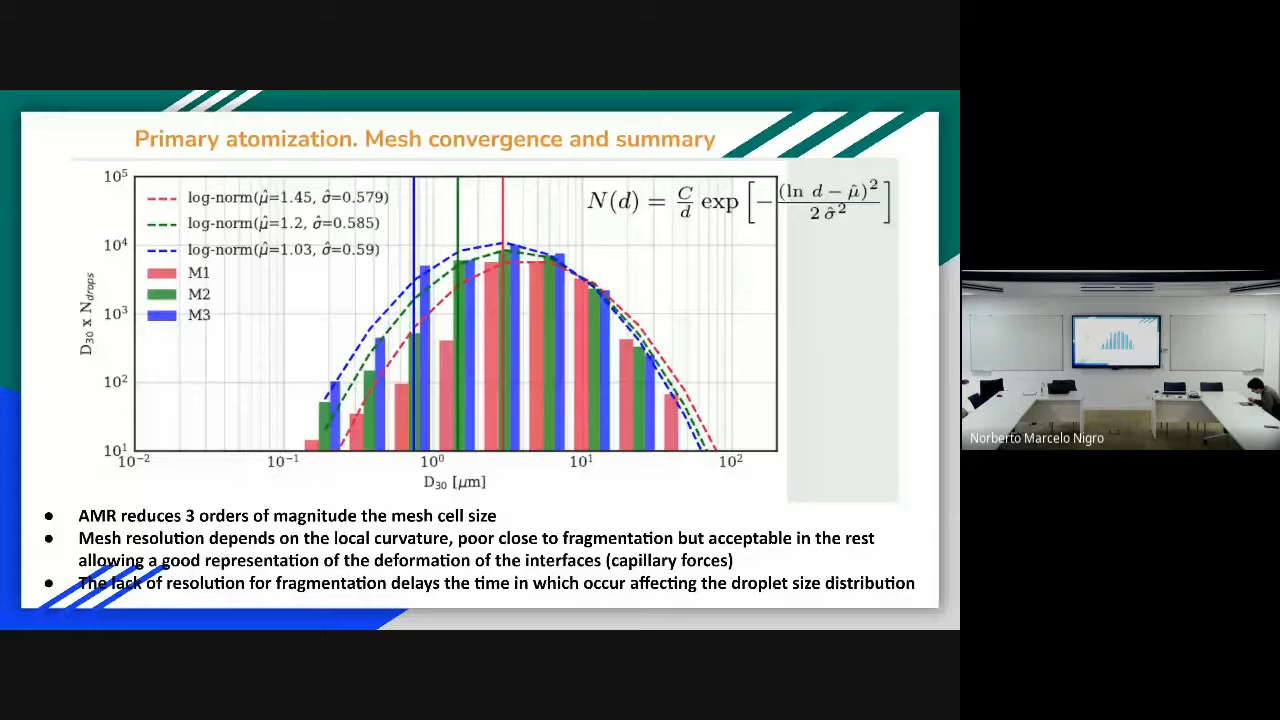 Primary atomization. Mesh convergence and summary
10⁵
10⁴
10³
10²
10¹
D₃₀ x N_drops
log-norm(μ̂=1.45, σ̂=0.579)
log-norm(μ̂=1.2, σ̂=0.585)
log-norm(μ̂=1.03, σ̂=0.59)
M1
M2
M3
N(d) = C/d exp [−(ln d − μ̂)²/2 σ̂²]
10⁻² 10⁻¹ 10⁰ 10¹ 10²
D₃₀ [μm]
● AMR reduces 3 orders of magnitude the mesh cell size
● Mesh resolution depends on the local curvature, poor close to fragmentation but acceptable in the rest
allowing a good representation of the deformation of the interfaces (capillary forces)
● The lack of resolution for fragmentation delays the time in which occur affecting the droplet size distribution
Norberto Marcelo Nigro